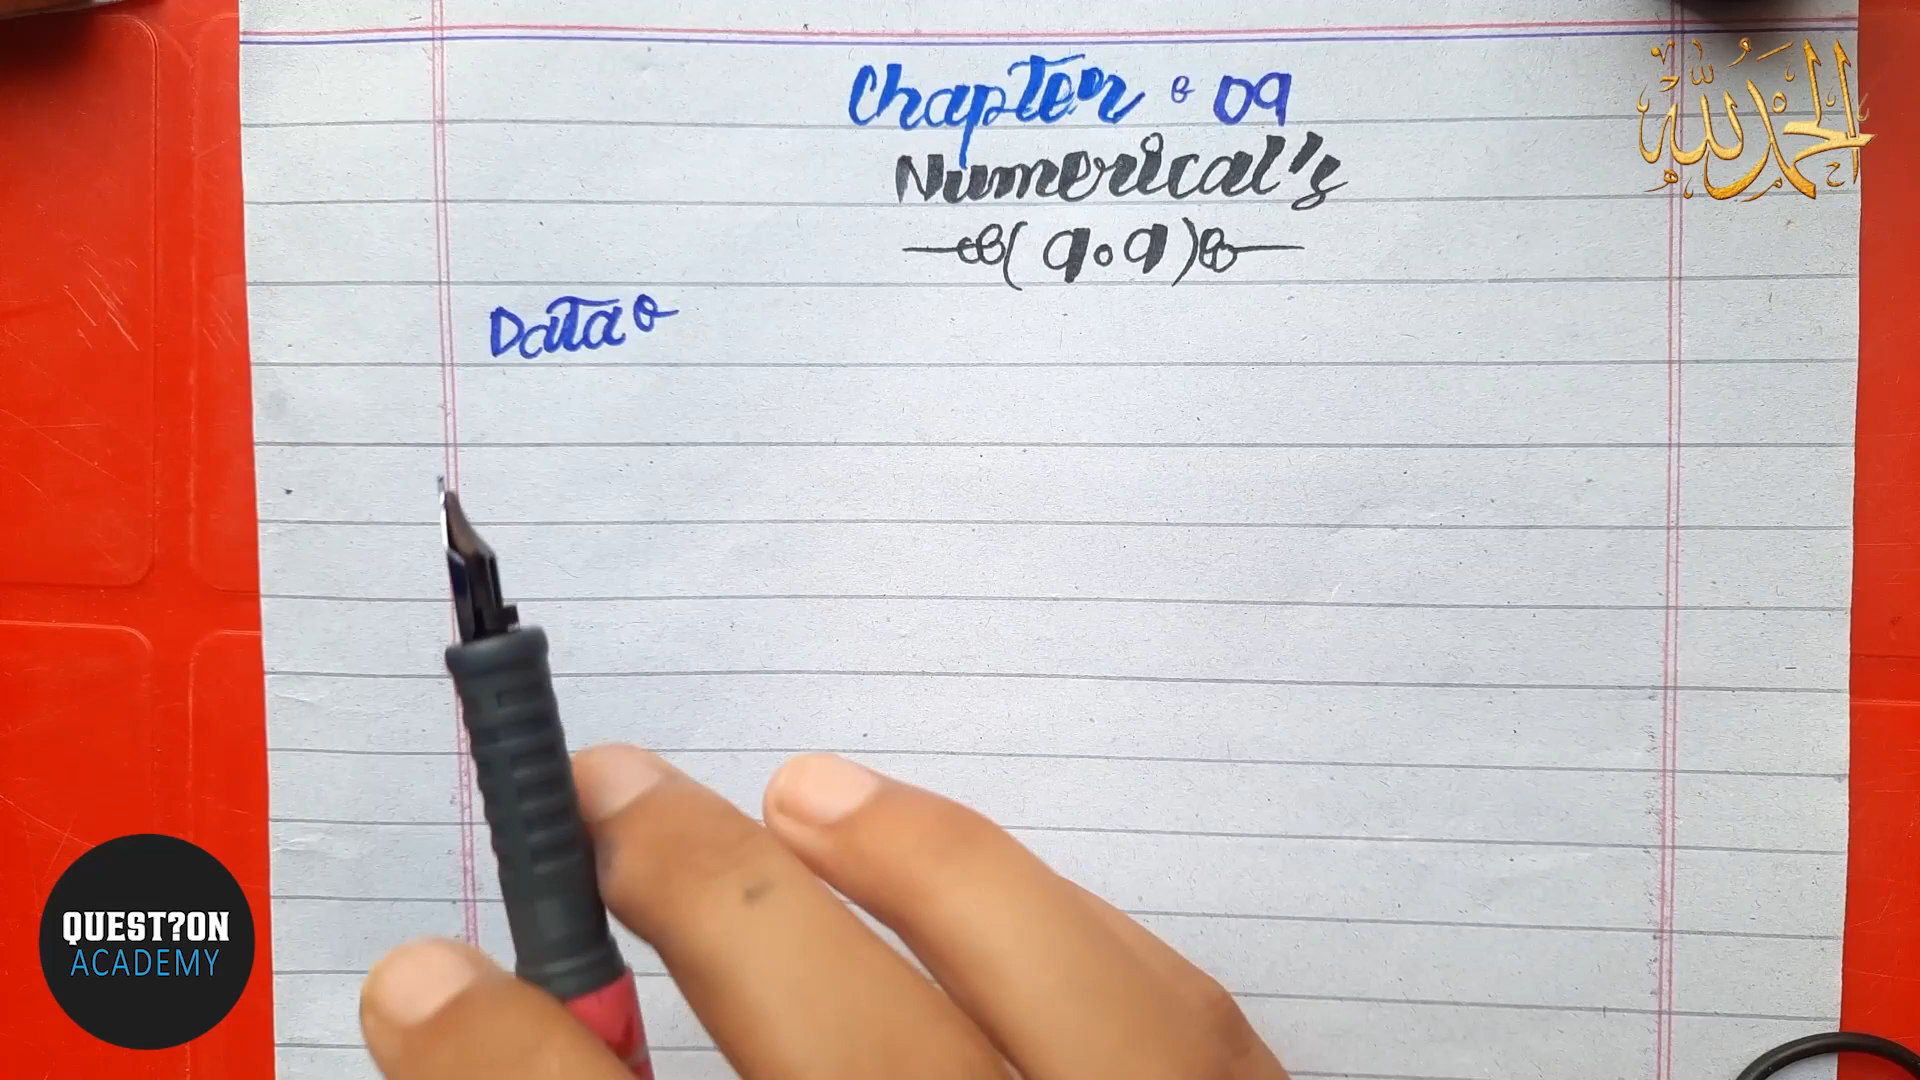 Chapter : 09
Numerical's
( 9.9 )
Data :-
الحمد لله
QUEST?ON
ACADEMY